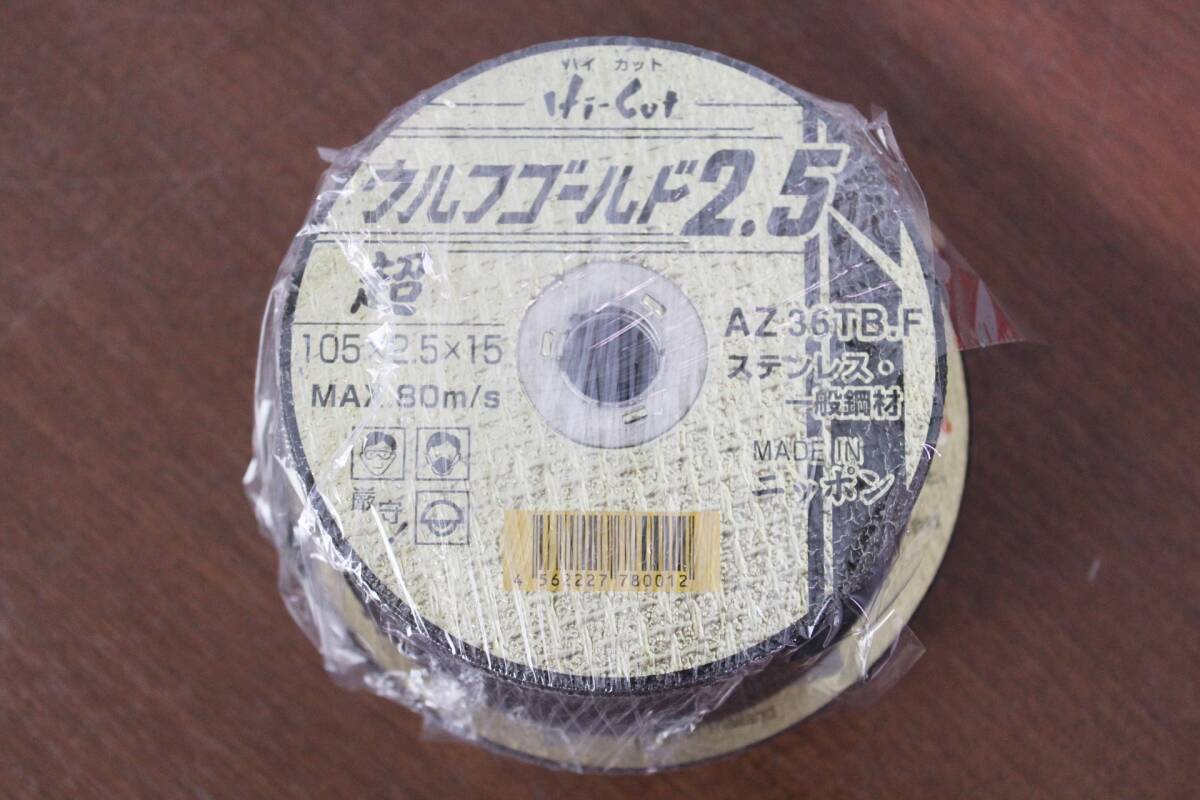 ハイ カット
Hi-Cut
ウルフゴールド2.5
超
105×2.5×15
MAX.80m/s
厳守!
AZ 36TB.F
ステンレス・
一般鋼材
MADE IN
ニッポン
4 562227 780012